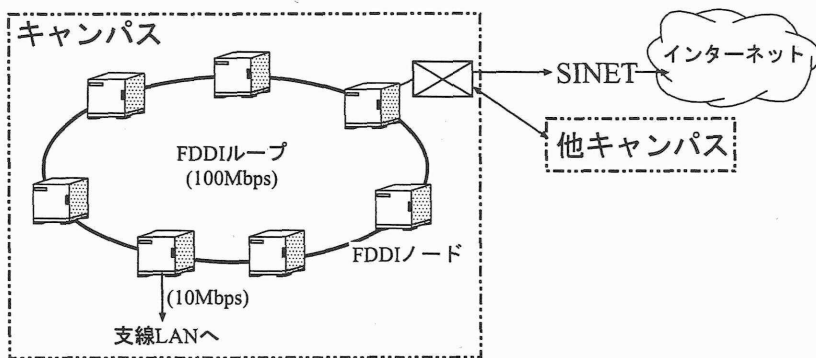 キャンパス
SINET
インターネット
他キャンパス
FDDIループ
(100Mbps)
FDDIノード
(10Mbps)
支線LANへ